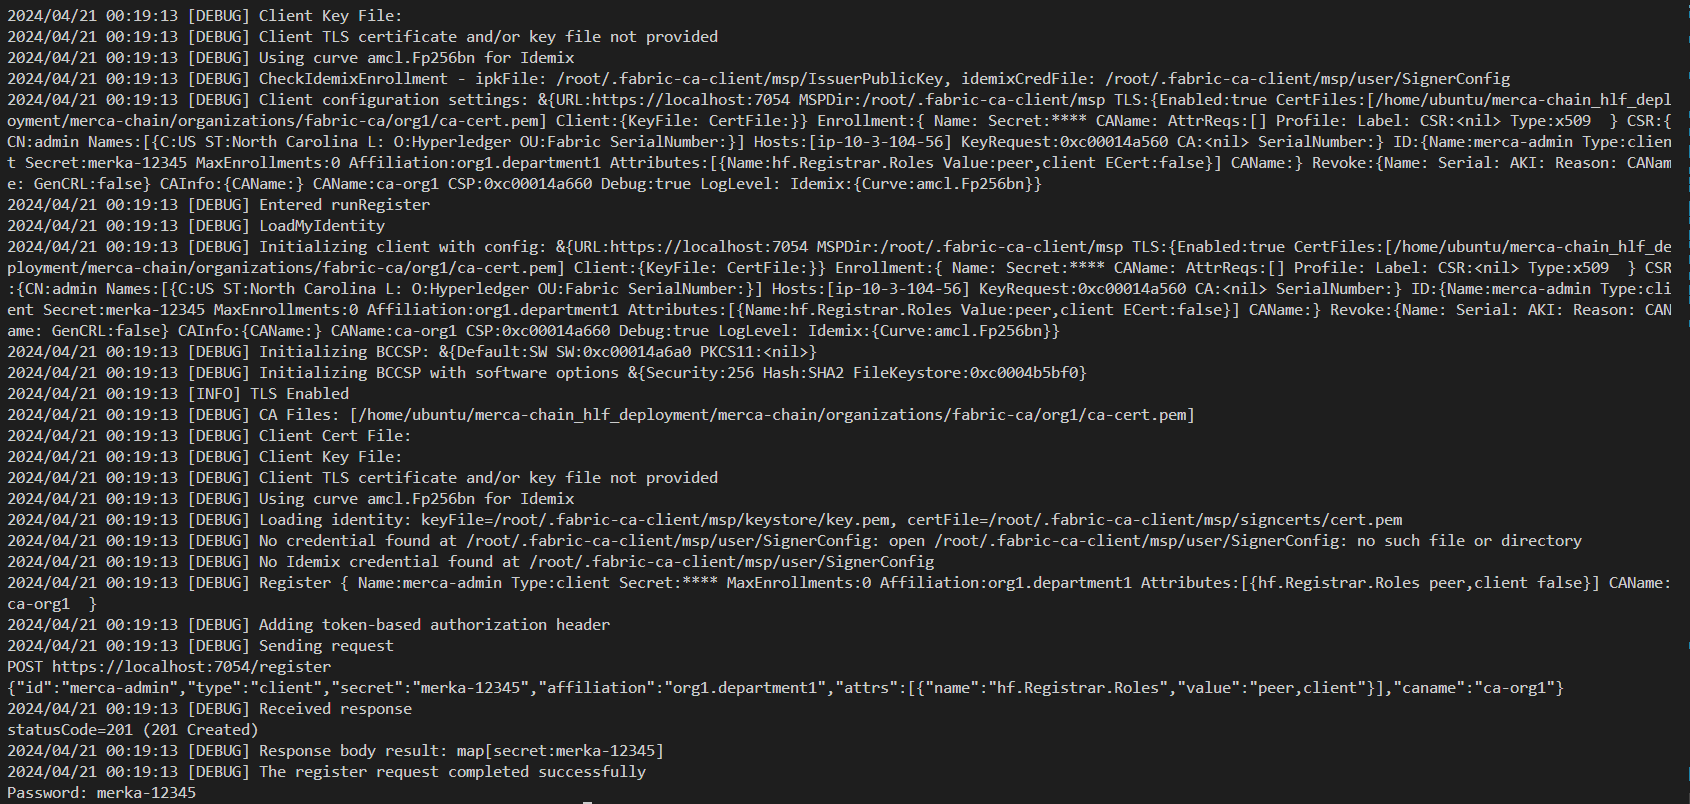 2024/04/21 00:19:13 [DEBUG] Client Key File:
2024/04/21 00:19:13 [DEBUG] Client TLS certificate and/or key file not provided
2024/04/21 00:19:13 [DEBUG] Using curve amcl.Fp256bn for Idemix
2024/04/21 00:19:13 [DEBUG] CheckIdemixEnrollment - ipkFile: /root/.fabric-ca-client/msp/IssuerPublicKey, idemixCredFile: /root/.fabric-ca-client/msp/user/SignerConfig
2024/04/21 00:19:13 [DEBUG] Client configuration settings: &{URL:https://localhost:7054 MSPDir:/root/.fabric-ca-client/msp TLS:{Enabled:true CertFiles:[/home/ubuntu/merca-chain_hlf_depl
oyment/merca-chain/organizations/fabric-ca/org1/ca-cert.pem] Client:{KeyFile: CertFile:}} Enrollment:{ Name: Secret:**** CAName: AttrReqs:[] Profile: Label: CSR:<nil> Type:x509  } CSR:{
CN:admin Names:[{C:US ST:North Carolina L: O:Hyperledger OU:Fabric SerialNumber:}] Hosts:[ip-10-3-104-56] KeyRequest:0xc00014a560 CA:<nil> SerialNumber:} ID:{Name:merca-admin Type:clien
t Secret:merka-12345 MaxEnrollments:0 Affiliation:org1.department1 Attributes:[{Name:hf.Registrar.Roles Value:peer,client ECert:false}] CAName:} Revoke:{Name: Serial: AKI: Reason: CANam
e: GenCRL:false} CAInfo:{CAName:} CAName:ca-org1 CSP:0xc00014a660 Debug:true LogLevel: Idemix:{Curve:amcl.Fp256bn}}
2024/04/21 00:19:13 [DEBUG] Entered runRegister
2024/04/21 00:19:13 [DEBUG] LoadMyIdentity
2024/04/21 00:19:13 [DEBUG] Initializing client with config: &{URL:https://localhost:7054 MSPDir:/root/.fabric-ca-client/msp TLS:{Enabled:true CertFiles:[/home/ubuntu/merca-chain_hlf_de
ployment/merca-chain/organizations/fabric-ca/org1/ca-cert.pem] Client:{KeyFile: CertFile:}} Enrollment:{ Name: Secret:**** CAName: AttrReqs:[] Profile: Label: CSR:<nil> Type:x509  } CSR
:{CN:admin Names:[{C:US ST:North Carolina L: O:Hyperledger OU:Fabric SerialNumber:}] Hosts:[ip-10-3-104-56] KeyRequest:0xc00014a560 CA:<nil> SerialNumber:} ID:{Name:merca-admin Type:cli
ent Secret:merka-12345 MaxEnrollments:0 Affiliation:org1.department1 Attributes:[{Name:hf.Registrar.Roles Value:peer,client ECert:false}] CAName:} Revoke:{Name: Serial: AKI: Reason: CAN
ame: GenCRL:false} CAInfo:{CAName:} CAName:ca-org1 CSP:0xc00014a660 Debug:true LogLevel: Idemix:{Curve:amcl.Fp256bn}}
2024/04/21 00:19:13 [DEBUG] Initializing BCCSP: &{Default:SW SW:0xc00014a6a0 PKCS11:<nil>}
2024/04/21 00:19:13 [DEBUG] Initializing BCCSP with software options &{Security:256 Hash:SHA2 FileKeystore:0xc0004b5bf0}
2024/04/21 00:19:13 [INFO] TLS Enabled
2024/04/21 00:19:13 [DEBUG] CA Files: [/home/ubuntu/merca-chain_hlf_deployment/merca-chain/organizations/fabric-ca/org1/ca-cert.pem]
2024/04/21 00:19:13 [DEBUG] Client Cert File:
2024/04/21 00:19:13 [DEBUG] Client Key File:
2024/04/21 00:19:13 [DEBUG] Client TLS certificate and/or key file not provided
2024/04/21 00:19:13 [DEBUG] Using curve amcl.Fp256bn for Idemix
2024/04/21 00:19:13 [DEBUG] Loading identity: keyFile=/root/.fabric-ca-client/msp/keystore/key.pem, certFile=/root/.fabric-ca-client/msp/signcerts/cert.pem
2024/04/21 00:19:13 [DEBUG] No credential found at /root/.fabric-ca-client/msp/user/SignerConfig: open /root/.fabric-ca-client/msp/user/SignerConfig: no such file or directory
2024/04/21 00:19:13 [DEBUG] No Idemix credential found at /root/.fabric-ca-client/msp/user/SignerConfig
2024/04/21 00:19:13 [DEBUG] Register { Name:merca-admin Type:client Secret:**** MaxEnrollments:0 Affiliation:org1.department1 Attributes:[{hf.Registrar.Roles peer,client false}] CAName:
ca-org1  }
2024/04/21 00:19:13 [DEBUG] Adding token-based authorization header
2024/04/21 00:19:13 [DEBUG] Sending request
POST https://localhost:7054/register
{"id":"merca-admin","type":"client","secret":"merka-12345","affiliation":"org1.department1","attrs":[{"name":"hf.Registrar.Roles","value":"peer,client"}],"caname":"ca-org1"}
2024/04/21 00:19:13 [DEBUG] Received response
statusCode=201 (201 Created)
2024/04/21 00:19:13 [DEBUG] Response body result: map[secret:merka-12345]
2024/04/21 00:19:13 [DEBUG] The register request completed successfully
Password: merka-12345